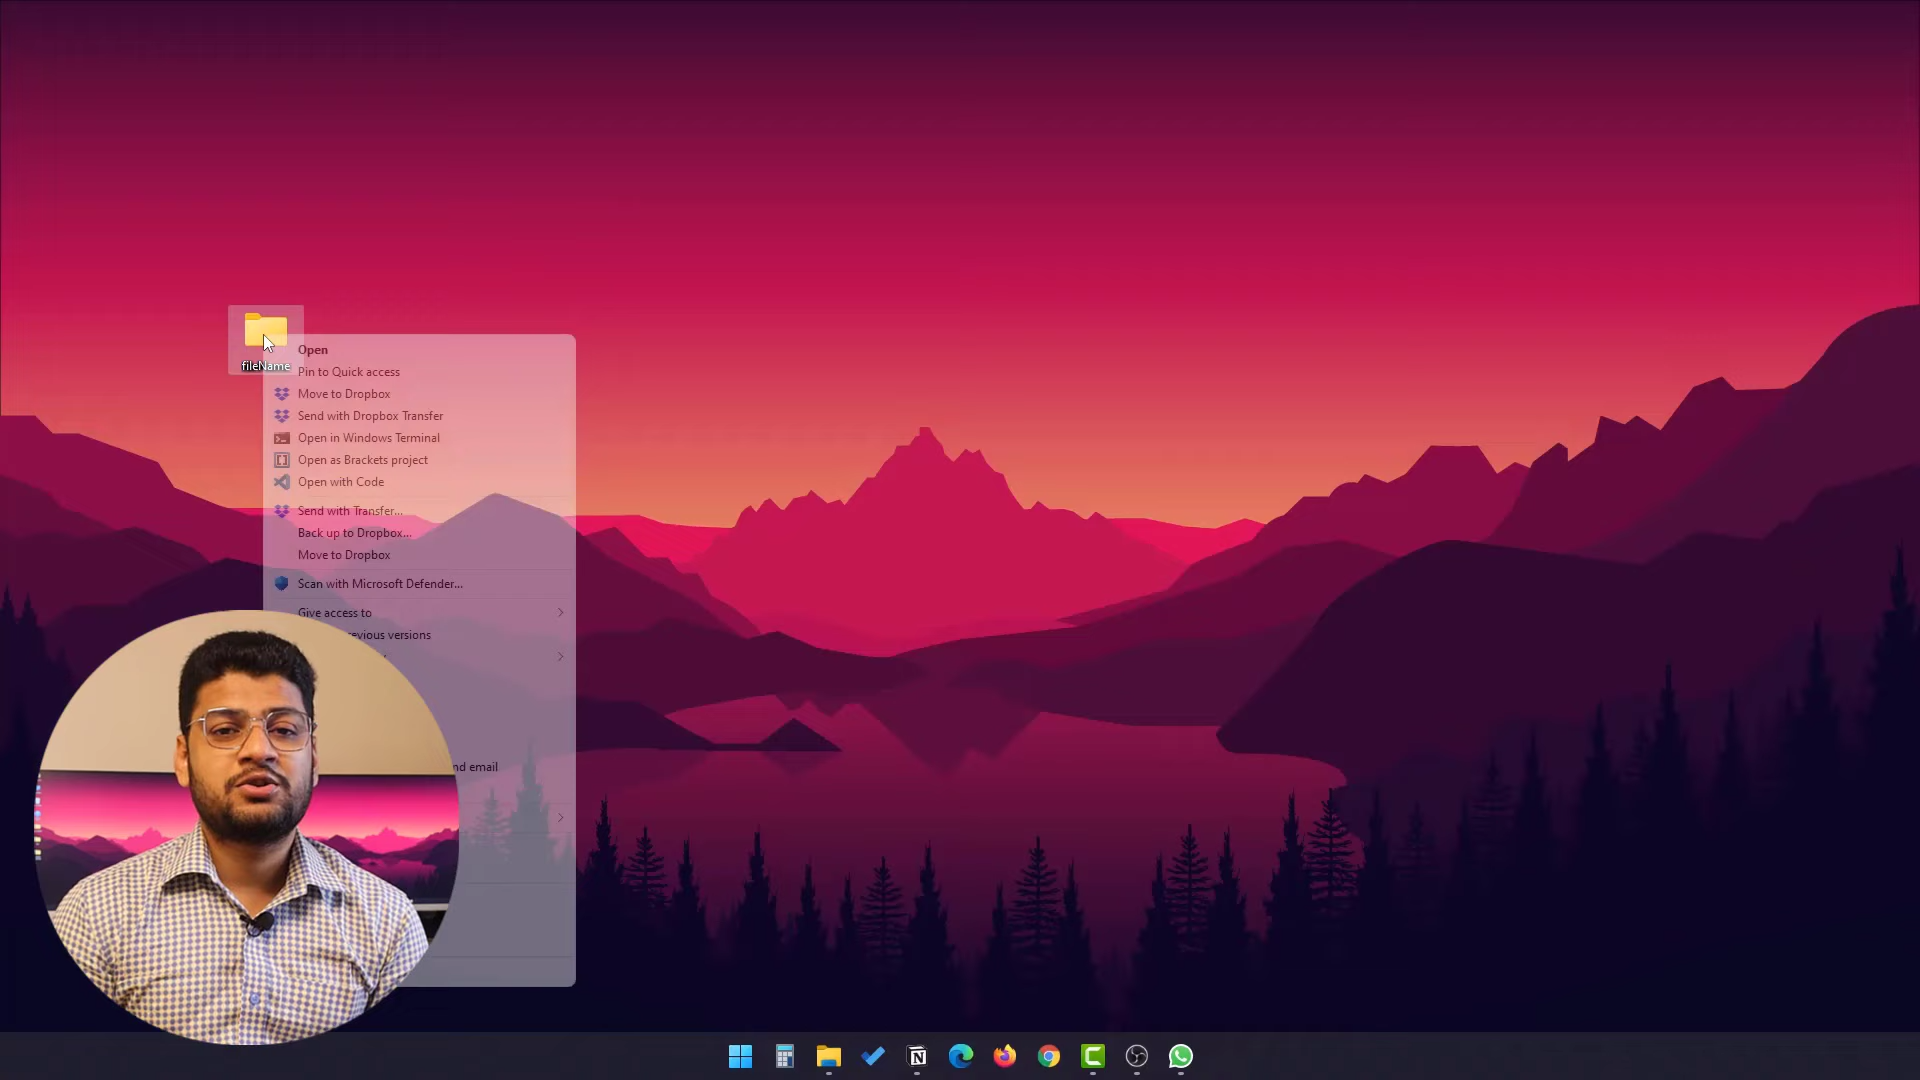 fileName
Open
Pin to Quick access
Move to Dropbox
Send with Dropbox Transfer
Open in Windows Terminal
Open as Brackets project
Open with Code
Send with Transfer...
Back up to Dropbox...
Move to Dropbox
Scan with Microsoft Defender...
Give access to
versions
email